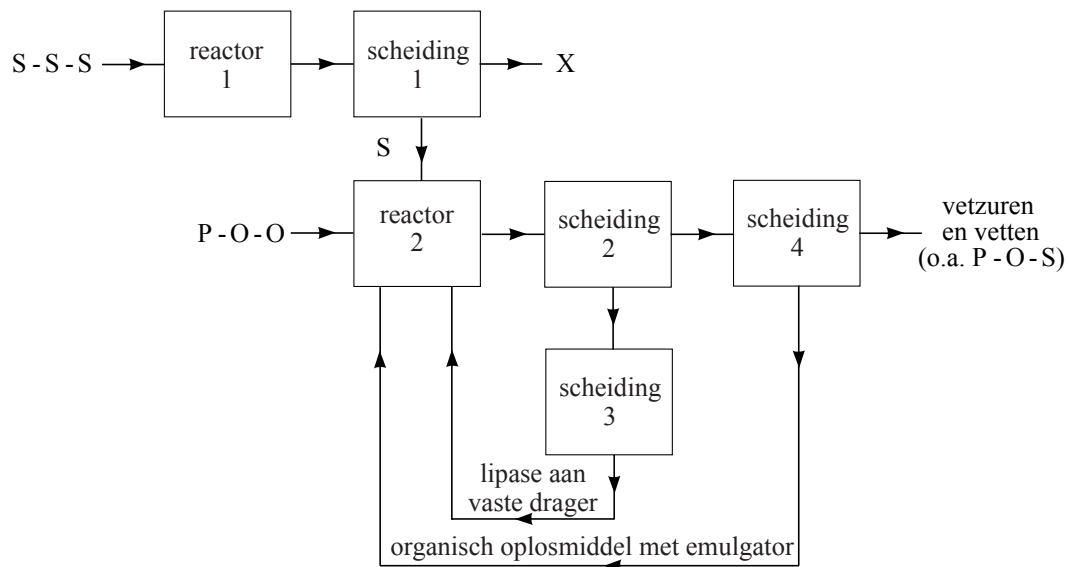 S - S - S
reactor
1
scheiding
1
X
S
P - O - O
reactor
2
scheiding
2
scheiding
4
vetzuren
en vetten
(o.a. P - O - S)
scheiding
3
lipase aan
vaste drager
organisch oplosmiddel met emulgator